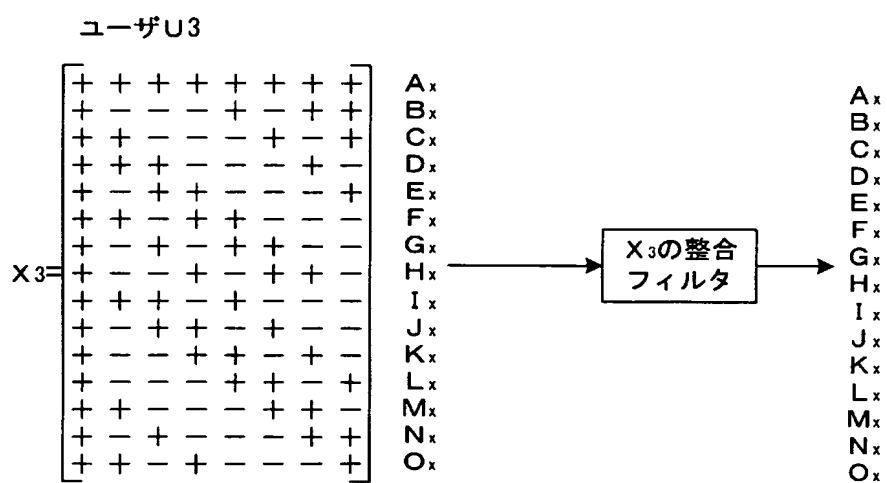 ユーザU3
+ + + + + + + + Ax
+ − − − + − + + Bx
+ + − − − + − + Cx
+ + + − − − + − Dx
+ − + + − − − + Ex
+ + − + + − − − Fx
+ − + − + + − − Gx
X3=
+ − − + − + + − Hx
+ + + − + − − − Ix
+ − + + − + − − Jx
+ − − + + − + − Kx
+ − − − + + − + Lx
+ + − − − + + − Mx
+ − + − − − + + Nx
+ + − + − − − + Ox
X3の整合
フィルタ
Ax
Bx
Cx
Dx
Ex
Fx
Gx
Hx
Ix
Jx
Kx
Lx
Mx
Nx
Ox